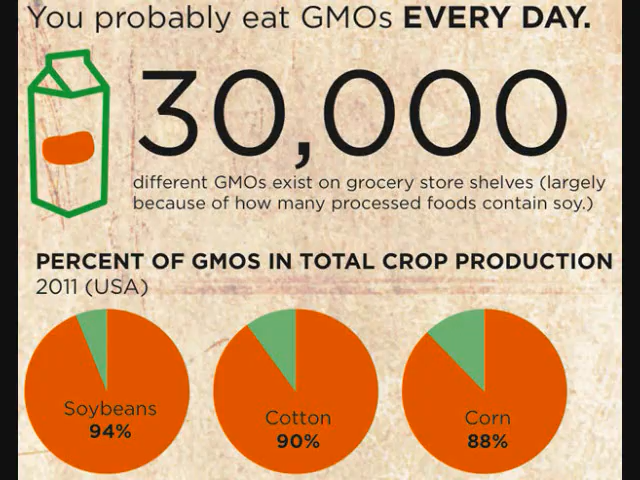 You probably eat GMOs EVERY DAY.
30,000
different GMOs exist on grocery store shelves (largely
because of how many processed foods contain soy.)
PERCENT OF GMOS IN TOTAL CROP PRODUCTION
2011 (USA)
Soybeans
94%
Cotton
90%
Corn
88%